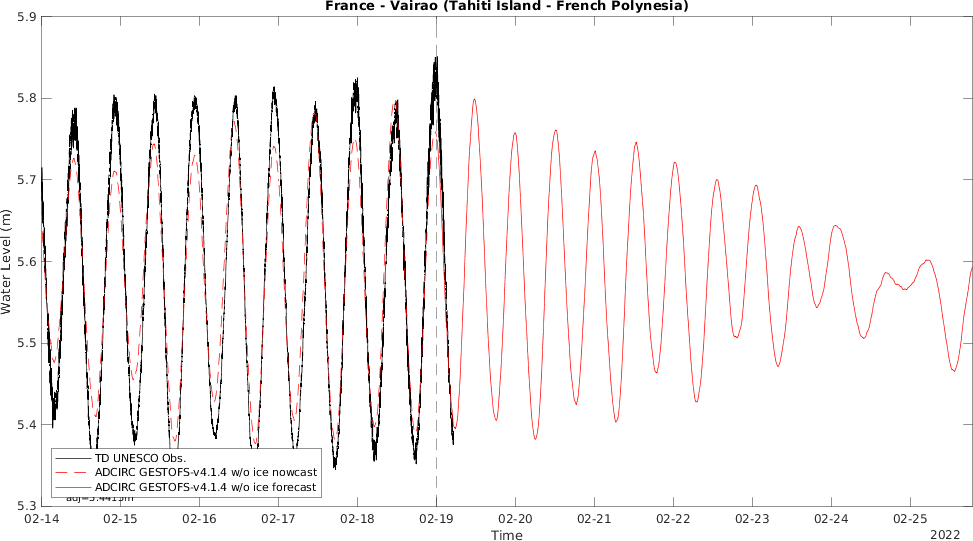 France - Vairao (Tahiti Island - French Polynesia)
5.9
5.8
5.7
5.6
5.5
5.4
5.3
Water Level (m)
TD UNESCO Obs.
ADCIRC GESTOFS-v4.1.4 w/o ice nowcast
ADCIRC GESTOFS-v4.1.4 w/o ice forecast
02-14 02-15 02-16 02-17 02-18 02-19 02-20 02-21 02-22 02-23 02-24 02-25
Time
2022